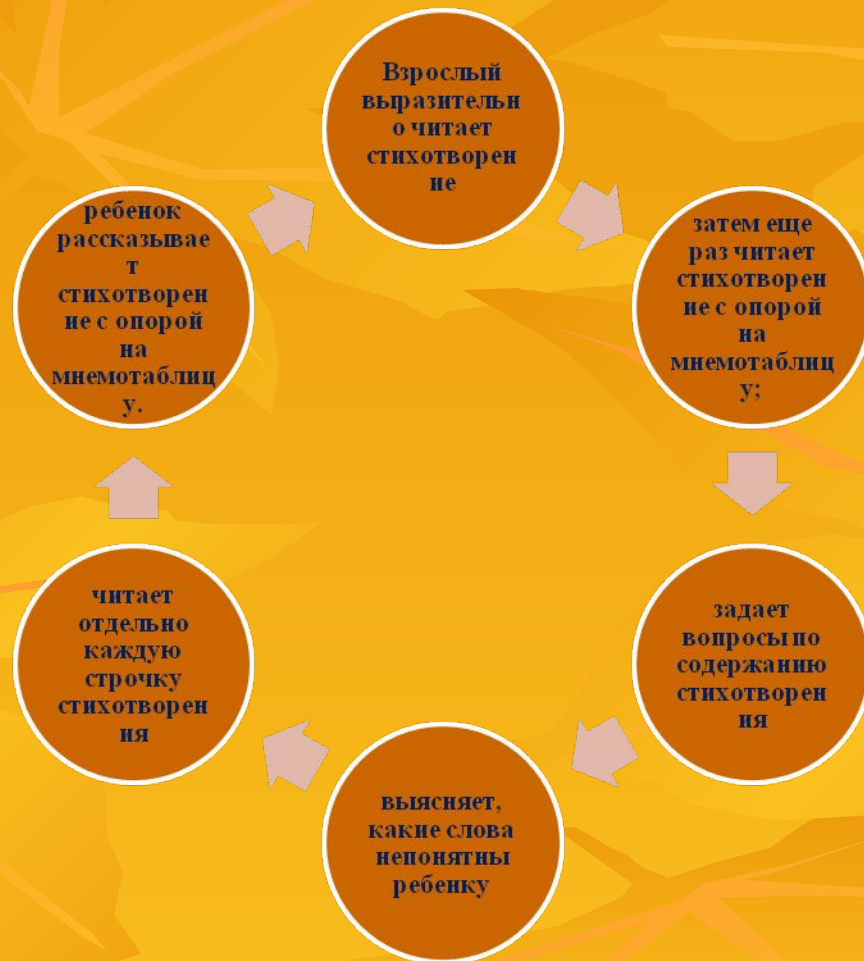 Взрослый
выразительн
о читает
стихотворен
ие
затем еще
раз читает
стихотворен
ие с опорой
на
мнемотаблиц
у;
задает
вопросы по
содержанию
стихотворен
ия
выясняет,
какие слова
непонятны
ребенку
читает
отдельно
каждую
строчку
стихотворен
ия
ребенок
рассказывае
т
стихотворен
ие с опорой
на
мнемотаблиц
у.